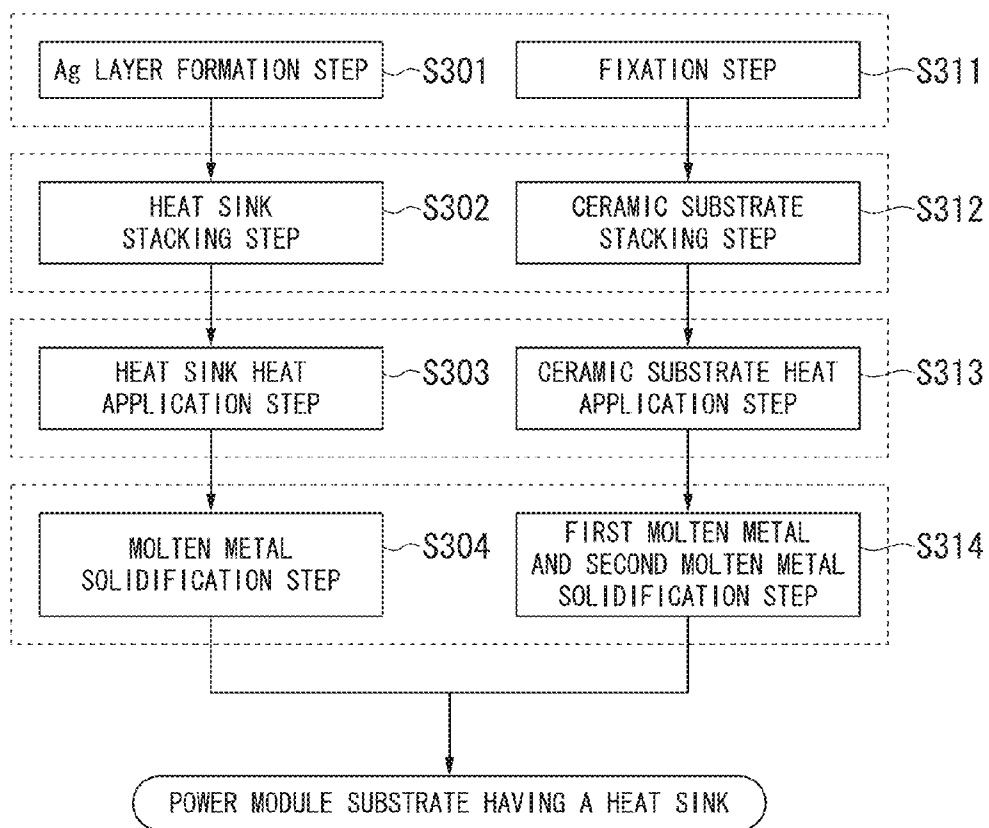 Ag LAYER FORMATION STEP
S301
FIXATION STEP
S311
HEAT SINK
STACKING STEP
S302
CERAMIC SUBSTRATE
STACKING STEP
S312
HEAT SINK HEAT
APPLICATION STEP
S303
CERAMIC SUBSTRATE HEAT
APPLICATION STEP
S313
MOLTEN METAL
SOLIDIFICATION STEP
S304
FIRST MOLTEN METAL
AND SECOND MOLTEN METAL
SOLIDIFICATION STEP
S314
POWER MODULE SUBSTRATE HAVING A HEAT SINK